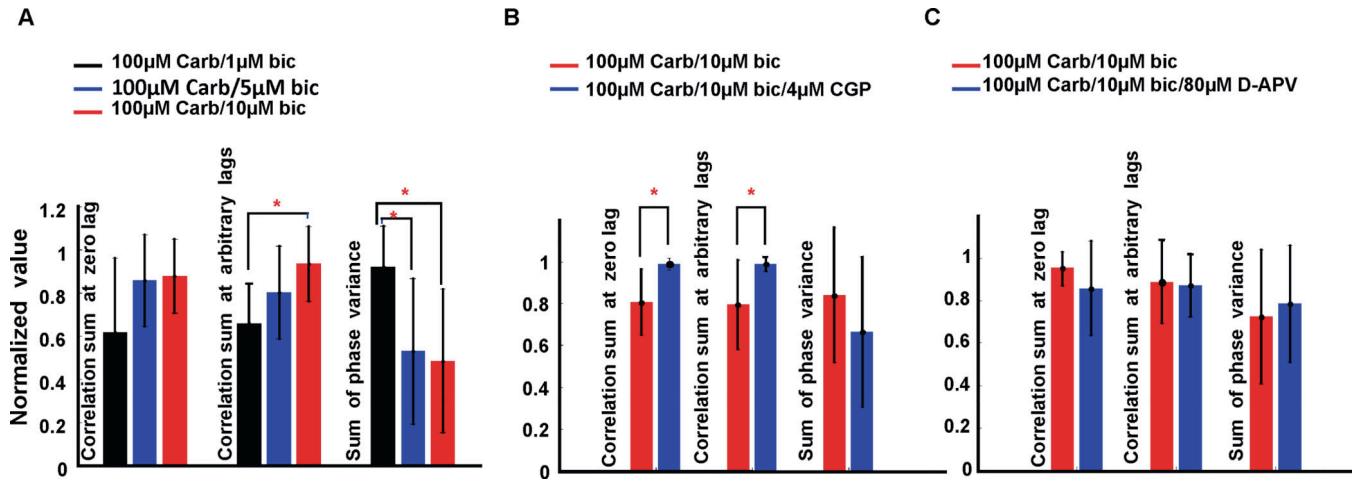 A
100µM Carb/1µM bic
100µM Carb/5µM bic
100µM Carb/10µM bic
Normalized value
1.2
1
0.8
0.6
0.4
0.2
0
Correlation sum at zero lag
Correlation sum at arbitrary lags
Sum of phase variance
*
*
*
B
100µM Carb/10µM bic
100µM Carb/10µM bic/4µM CGP
1
0.8
0.6
0.4
0.2
0
Correlation sum at zero lag
Correlation sum at arbitrary lags
Sum of phase variance
*
*
C
100µM Carb/10µM bic
100µM Carb/10µM bic/80µM D-APV
1
0.8
0.6
0.4
0.2
0
Correlation sum at zero lag
Correlation sum at arbitrary lags
Sum of phase variance